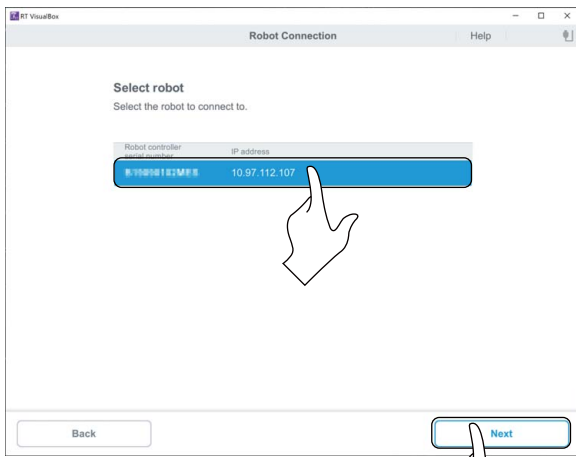 RT VisualBox
Robot Connection
Help
Select robot
Select the robot to connect to.
Robot controller
serial number
IP address
10.97.112.107
Back
Next